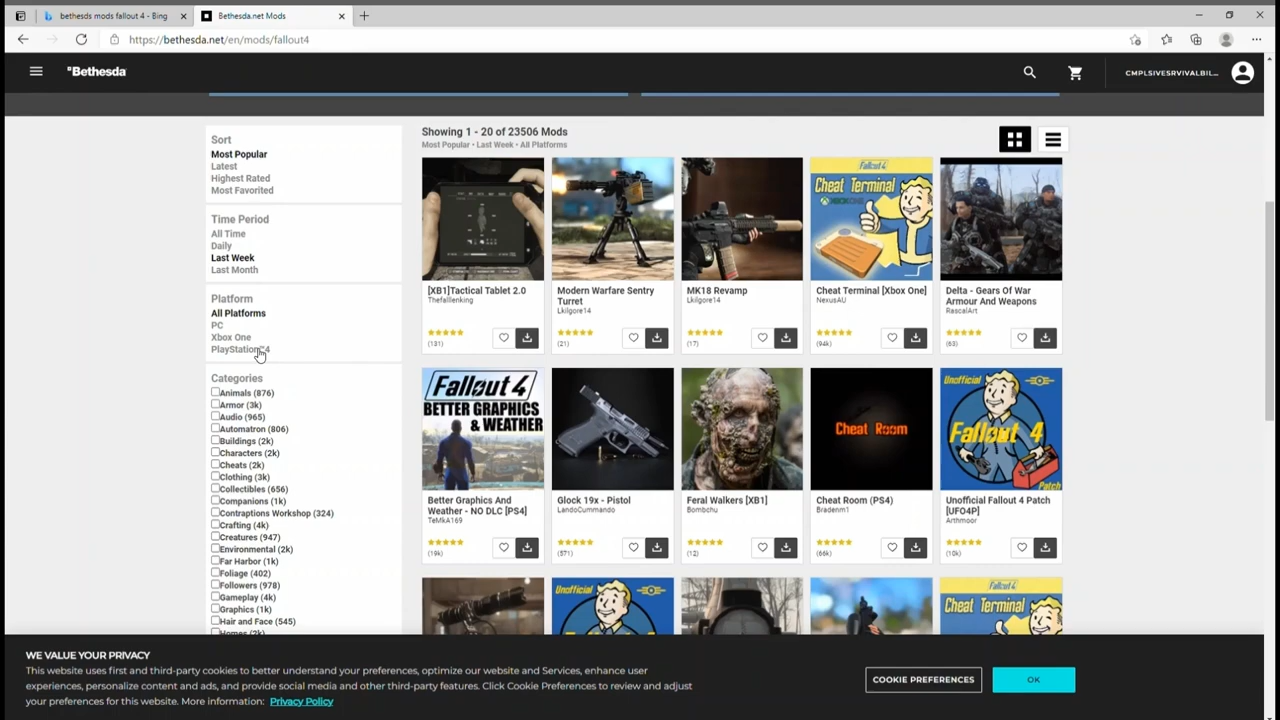 bethesds mods fallout 4 - Bing
Bethesda.net Mods
https://bethesda.net/en/mods/fallout4
Bethesda
CMPLSIVESRVIVALBIL...
Sort
Most Popular
Latest
Highest Rated
Most Favorited
Time Period
All Time
Daily
Last Week
Last Month
Platform
All Platforms
PC
Xbox One
PlayStation®4
Categories
Animals (876)
Armor (3k)
Audio (965)
Automatron (806)
Buildings (2k)
Characters (2k)
Cheats (2k)
Clothing (3k)
Collectibles (656)
Companions (1k)
Contraptions Workshop (324)
Crafting (4k)
Creatures (947)
Environmental (2k)
Far Harbor (1k)
Foliage (402)
Followers (978)
Gameplay (4k)
Graphics (1k)
Hair and Face (545)
Homes (2k)
Showing 1 - 20 of 23506 Mods
Most Popular • Last Week • All Platforms
[XB1]Tactical Tablet 2.0
Thefalllenking
(131)
Modern Warfare Sentry
Turret
Lkilgore14
(21)
MK18 Revamp
Lkilgore14
(17)
Fallout 4
Cheat Terminal
XBOX ONE
Cheat Terminal [Xbox One]
NexusAU
(94k)
Delta - Gears Of War
Armour And Weapons
RascalArt
(63)
Fallout 4
BETTER GRAPHICS
& WEATHER
Better Graphics And
Weather - NO DLC [PS4]
TeMkA169
(19k)
Glock 19x - Pistol
LandoCummando
(571)
Feral Walkers [XB1]
Bombchu
(12)
Cheat Room
Cheat Room (PS4)
Bradenm1
(66k)
Unofficial
Fallout 4
Patch
Unofficial Fallout 4 Patch
[UFO4P]
Arthmoor
(10k)
Unofficial
Fallout 4
Cheat Terminal
WE VALUE YOUR PRIVACY
This website uses first and third-party cookies to better understand your preferences, optimize our website and Services, enhance user
experiences, personalize content and ads, and provide social media and other third-party features. Click Cookie Preferences to review and adjust
your preferences for this website. More information: Privacy Policy
COOKIE PREFERENCES
OK